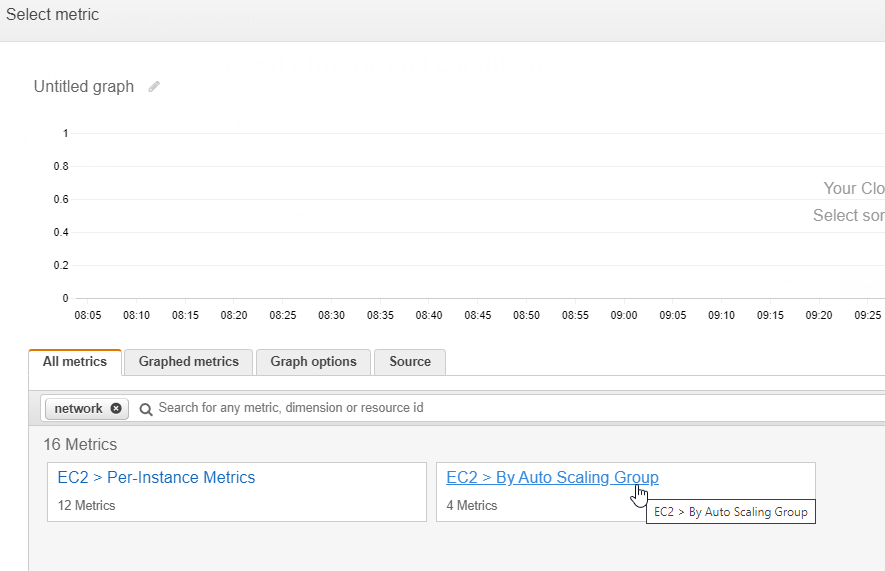 Select metric
Untitled graph
1
0.8
Your Clo
0.6
Select sor
0.4
0.2
0
08:05 08:10 08:15 08:20 08:25 08:30 08:35 08:40 08:45 08:50 08:55 09:00 09:05 09:10 09:15 09:20 09:25
All metrics Graphed metrics Graph options Source
network Search for any metric, dimension or resource id
16 Metrics
EC2 > Per-Instance Metrics EC2 > By Auto Scaling Group
12 Metrics 4 Metrics
EC2 > By Auto Scaling Group